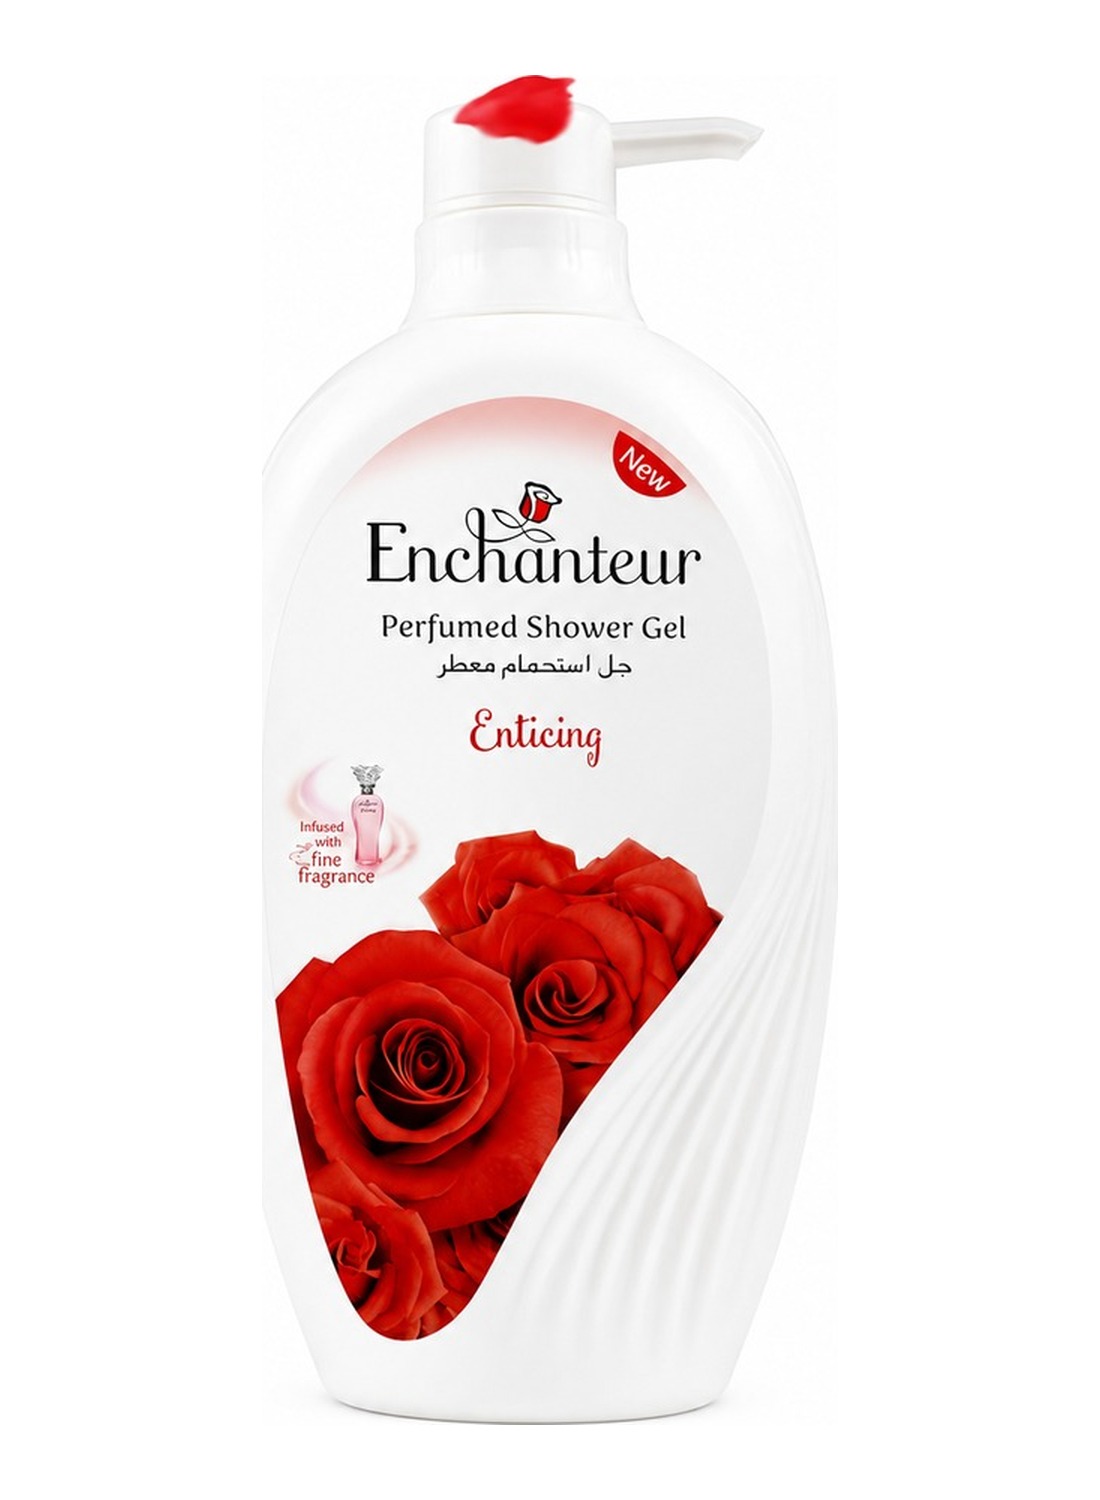 New
Enchanteur
Perfumed Shower Gel
جل استحمام معطر
Enticing
Infused
with
fine
fragrance